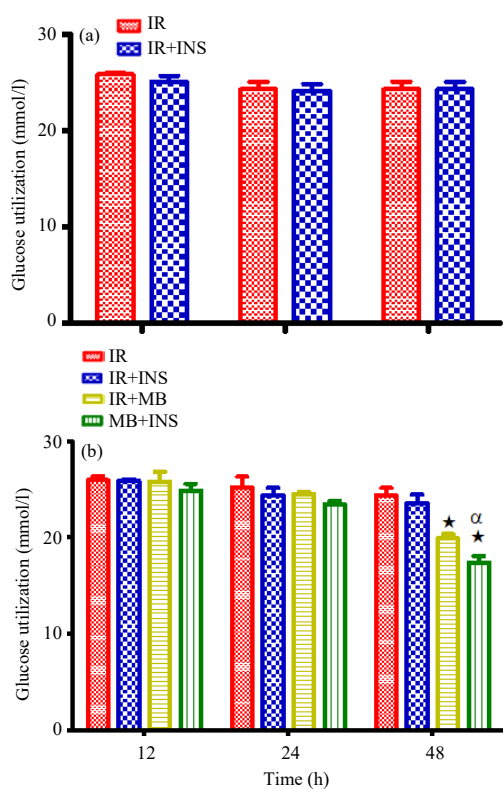 (a)
IR
IR+INS
Glucose utilization (mmol/l)
30
20
10
0
IR
IR+INS
IR+MB
MB+INS
(b)
Glucose utilization (mmol/l)
30
20
10
0
★
α
★
12 24 48
Time (h)